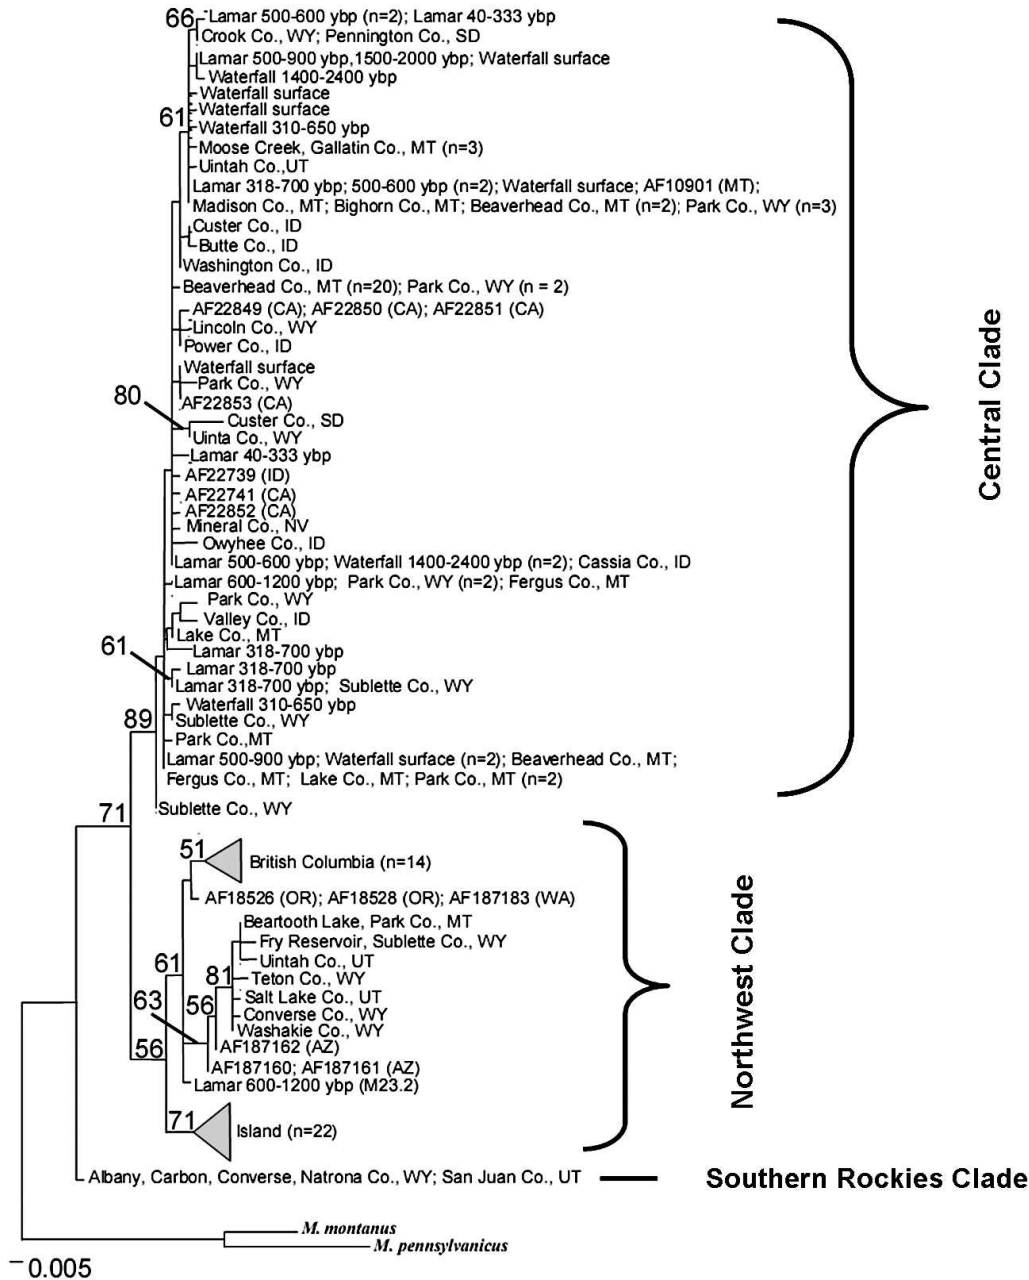 66
Lamar 500-600 ybp (n=2); Lamar 40-333 ybp
Crook Co., WY; Pennington Co., SD
Lamar 500-900 ybp,1500-2000 ybp; Waterfall surface
Waterfall 1400-2400 ybp
Waterfall surface
Waterfall surface
61
Waterfall 310-650 ybp
Moose Creek, Gallatin Co., MT (n=3)
Uintah Co.,UT
Lamar 318-700 ybp; 500-600 ybp (n=2); Waterfall surface; AF10901 (MT);
Madison Co., MT; Bighorn Co., MT; Beaverhead Co., MT (n=2); Park Co., WY (n=3)
Custer Co., ID
Butte Co., ID
Washington Co., ID
Beaverhead Co., MT (n=20); Park Co., WY (n = 2)
AF22849 (CA); AF22850 (CA); AF22851 (CA)
Lincoln Co., WY
Power Co., ID
Waterfall surface
Park Co., WY
AF22853 (CA)
80
Custer Co., SD
Uinta Co., WY
Lamar 40-333 ybp
AF22739 (ID)
AF22741 (CA)
AF22852 (CA)
Mineral Co., NV
Owyhee Co., ID
Lamar 500-600 ybp; Waterfall 1400-2400 ybp (n=2); Cassia Co., ID
Lamar 600-1200 ybp; Park Co., WY (n=2); Fergus Co., MT
Park Co., WY
Valley Co., ID
Lake Co., MT
Lamar 318-700 ybp
61
Lamar 318-700 ybp
Lamar 318-700 ybp; Sublette Co., WY
Waterfall 310-650 ybp
89
Sublette Co., WY
Park Co.,MT
Lamar 500-900 ybp; Waterfall surface (n=2); Beaverhead Co., MT;
Fergus Co., MT; Lake Co., MT; Park Co., MT (n=2)
Sublette Co., WY
Central Clade
71
51
British Columbia (n=14)
AF18526 (OR); AF18528 (OR); AF187183 (WA)
Beartooth Lake, Park Co., MT
Fry Reservoir, Sublette Co., WY
Uintah Co., UT
61
81
Teton Co., WY
Salt Lake Co., UT
63
56
Converse Co., WY
Washakie Co., WY
56
AF187162 (AZ)
AF187160; AF187161 (AZ)
Lamar 600-1200 ybp (M23.2)
71
Island (n=22)
Northwest Clade
Albany, Carbon, Converse, Natrona Co., WY; San Juan Co., UT
Southern Rockies Clade
M. montanus
M. pennsylvanicus
0.005